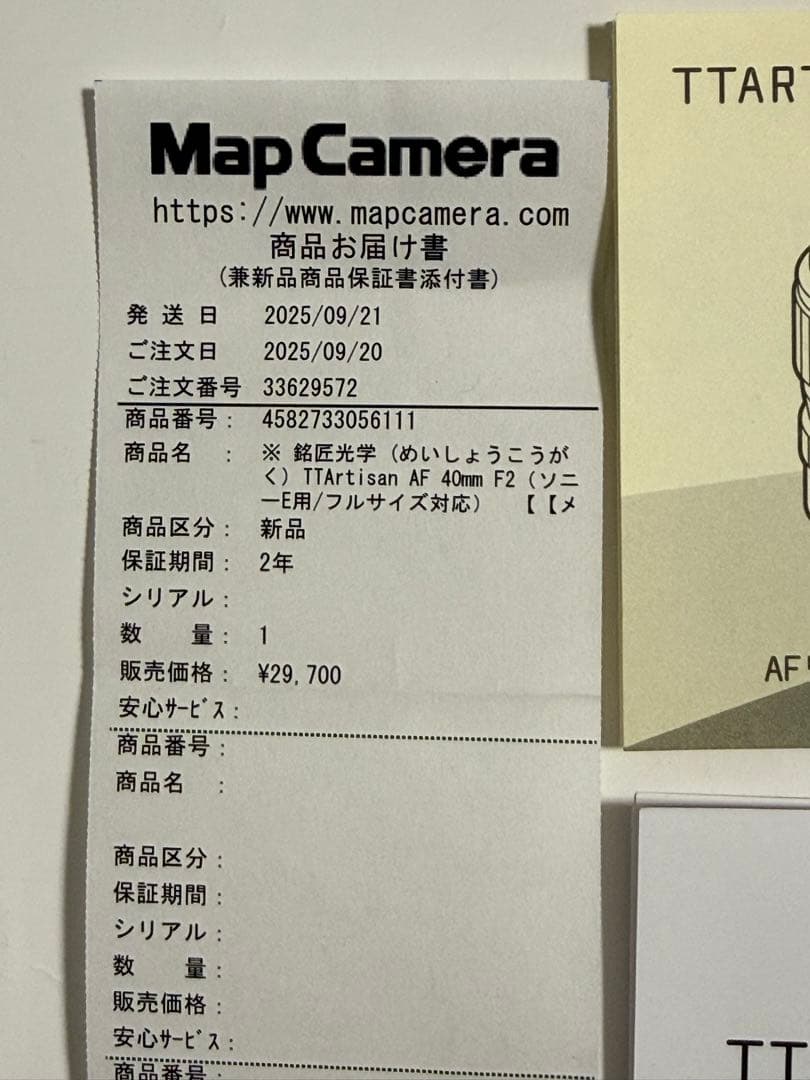 Map Camera
https://www.mapcamera.com
商品お届け書
(兼新品商品保証書添付書)
発 送 日 2025/09/21
ご注文日 2025/09/20
ご注文番号 33629572
商品番号: 4582733056111
商品名 : ※ 銘匠光学 (めいしょうこうが
く) TTArtisan AF 40mm F2 (ソニ
ーE用/フルサイズ対応) 【【メ
商品区分: 新品
保証期間: 2年
シリアル:
数 量: 1
販売価格: ¥29,700
安心ｻｰﾋﾞｽ:
商品番号:
商品名 :
商品区分:
保証期間:
シリアル:
数 量:
販売価格:
安心ｻｰﾋﾞｽ:
商品番号:
TTAR
AF
TT